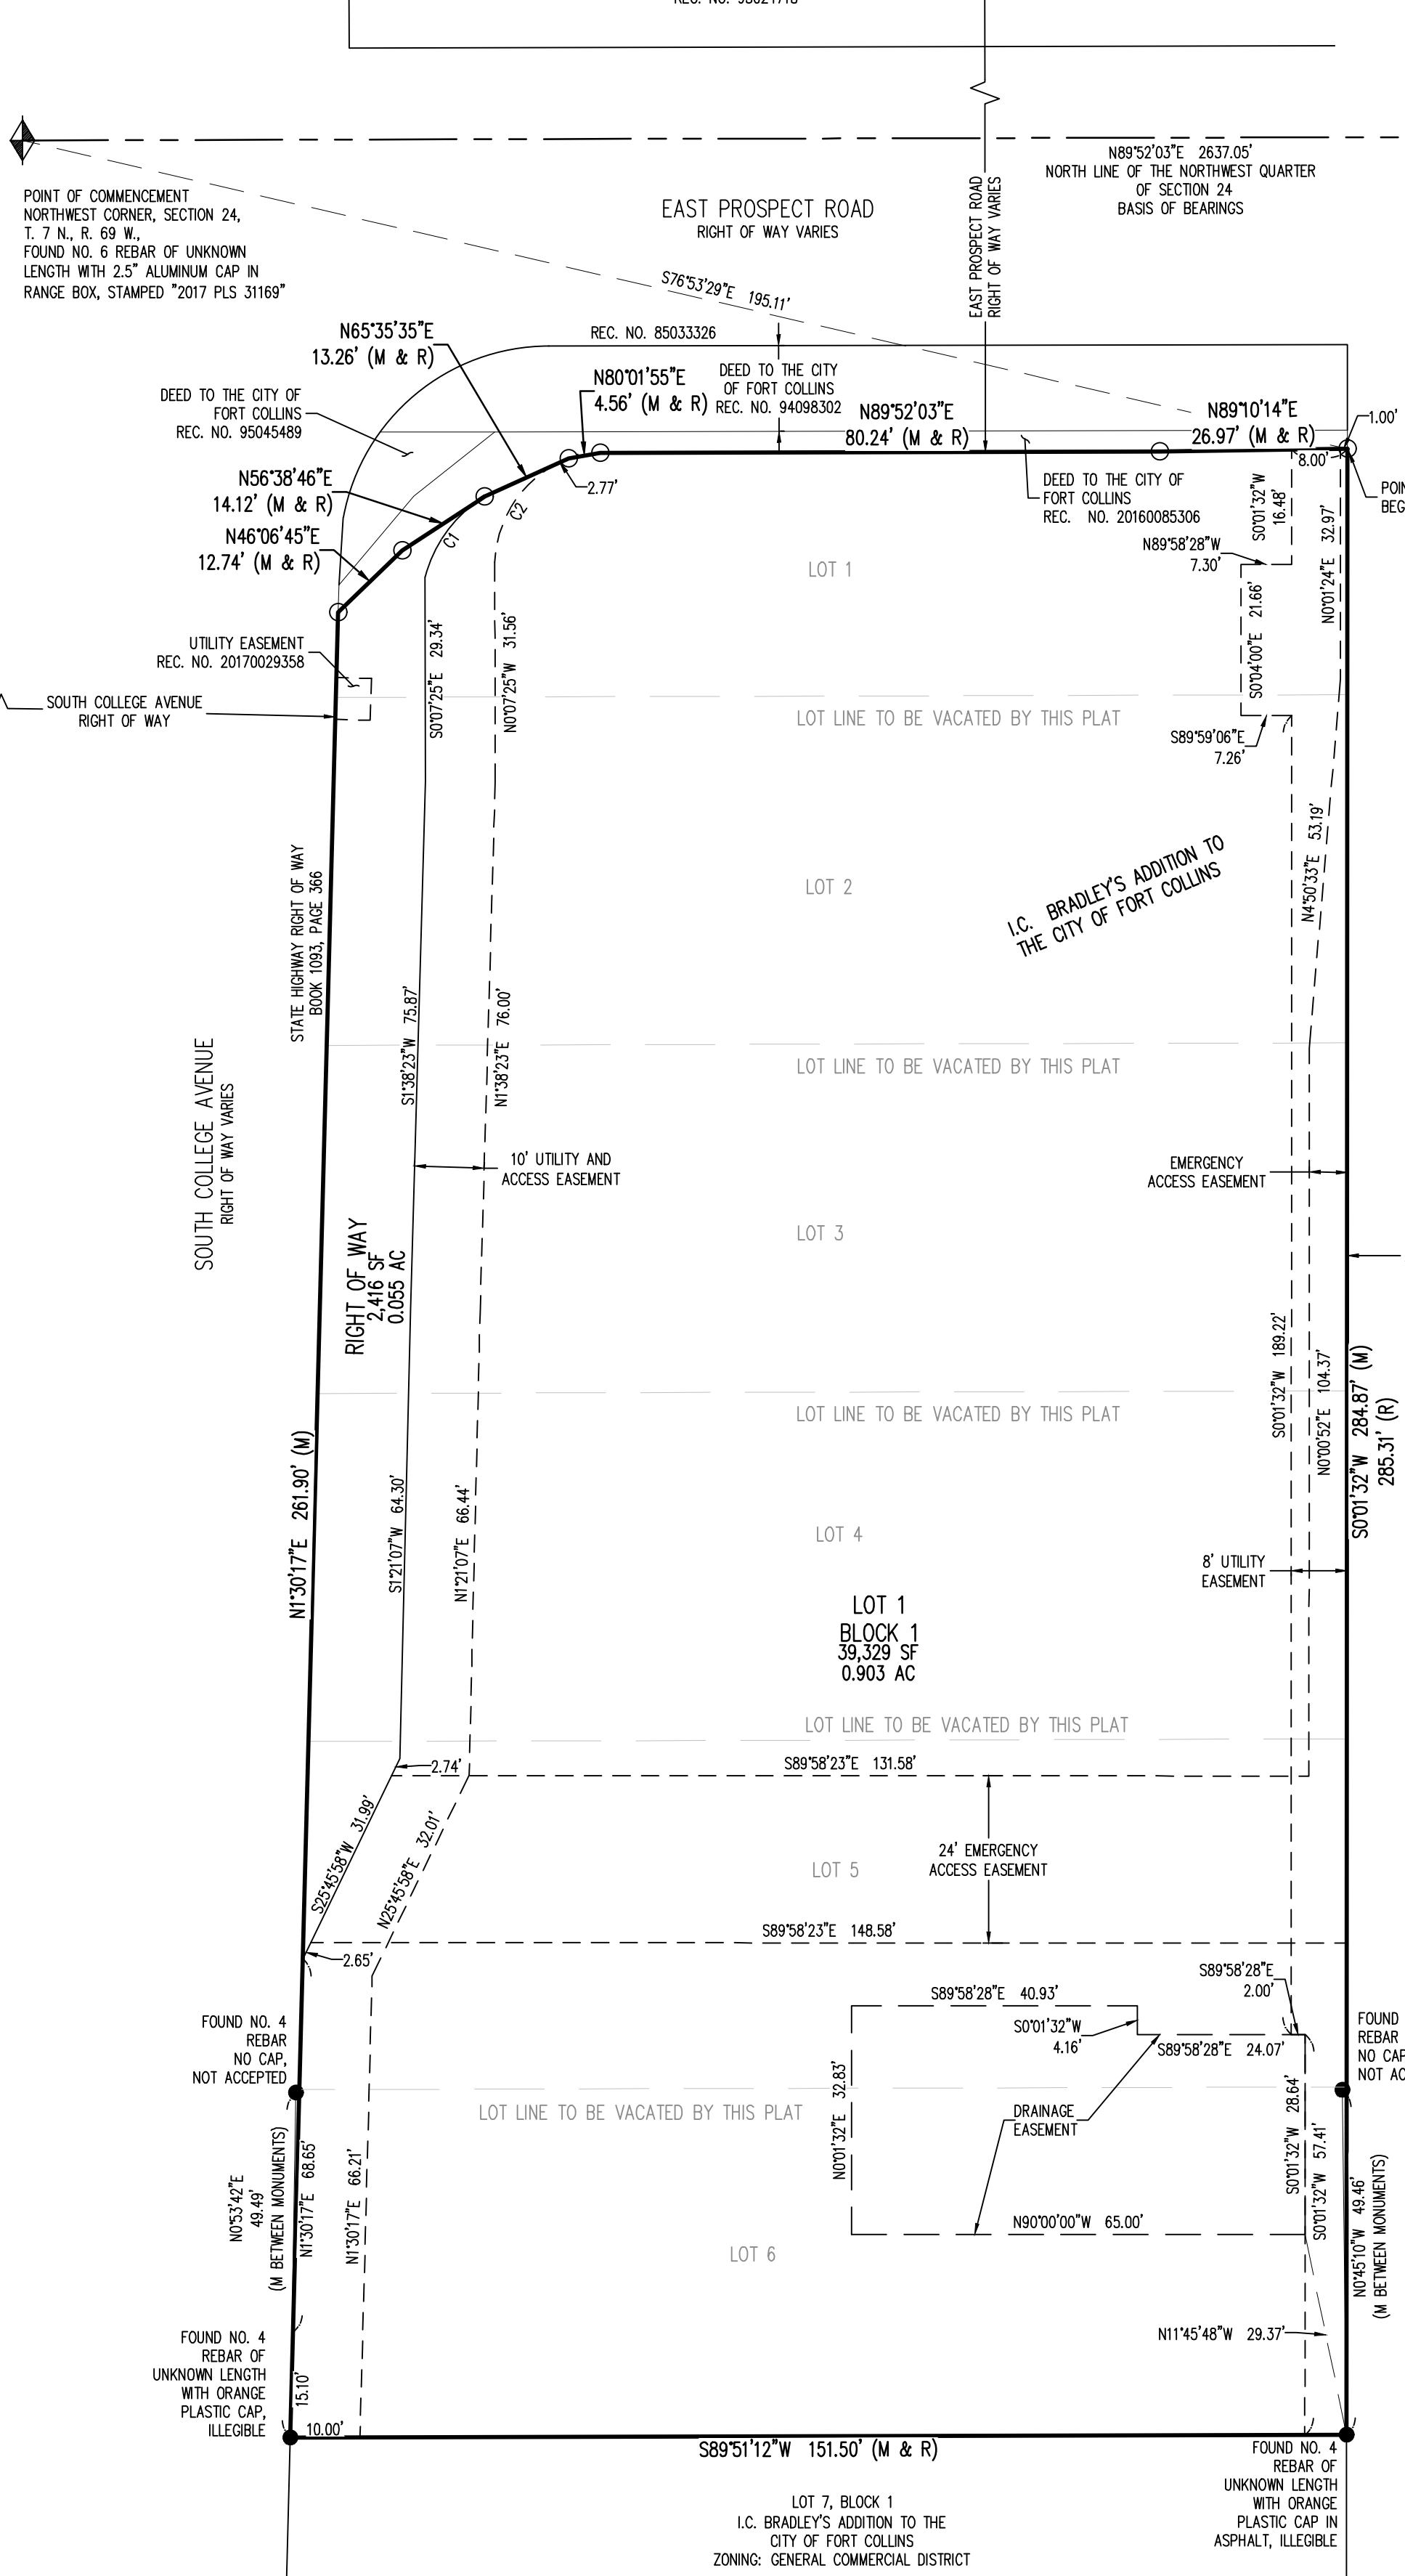 N89°52'03"E 2637.05'
NORTH LINE OF THE NORTHWEST QUARTER
OF SECTION 24
BASIS OF BEARINGS
POINT OF COMMENCEMENT
NORTHWEST CORNER, SECTION 24,
T. 7 N., R. 69 W.,
FOUND NO. 6 REBAR OF UNKNOWN
LENGTH WITH 2.5" ALUMINUM CAP IN
RANGE BOX, STAMPED "2017 PLS 31169"
EAST PROSPECT ROAD
RIGHT OF WAY VARIES
EAST PROSPECT ROAD
RIGHT OF WAY VARIES
S76°53'29"E 195.11'
N65°35'35"E
13.26' (M & R)
REC. NO. 85033326
DEED TO THE CITY OF
FORT COLLINS
REC. NO. 95045489
N80°01'55"E
4.56' (M & R)
DEED TO THE CITY
OF FORT COLLINS
REC. NO. 94098302
N89°52'03"E
80.24' (M & R)
N89°10'14"E
26.97' (M & R)
1.00'
8.00'
N56°38'46"E
14.12' (M & R)
2.77'
DEED TO THE CITY OF
FORT COLLINS
REC. NO. 20160085306
S0°01'32"W
16.48'
N46°06'45"E
12.74' (M & R)
C1
C2
N89°58'28"W
7.30'
N0°01'24"E 32.97'
LOT 1
UTILITY EASEMENT
REC. NO. 20170029358
S0°07'25"E 29.34'
N0°07'25"W 31.56'
S0°04'00"E 21.66'
SOUTH COLLEGE AVENUE
RIGHT OF WAY
LOT LINE TO BE VACATED BY THIS PLAT
S89°59'06"E
7.26'
N4°50'33"E 53.19'
STATE HIGHWAY RIGHT OF WAY
BOOK 1093, PAGE 366
LOT 2
I.C. BRADLEY'S ADDITION TO
THE CITY OF FORT COLLINS
S1°38'23"W 75.87'
N1°38'23"E 76.00'
LOT LINE TO BE VACATED BY THIS PLAT
SOUTH COLLEGE AVENUE
RIGHT OF WAY VARIES
10' UTILITY AND
ACCESS EASEMENT
EMERGENCY
ACCESS EASEMENT
LOT 3
RIGHT OF WAY
2,416 SF
0.055 AC
S0°01'32"W 189.22'
N0°00'52"E 104.37'
S0°01'32"W 284.87' (M)
285.31' (R)
LOT LINE TO BE VACATED BY THIS PLAT
N1°30'17"E 261.90' (M)
S1°21'07"W 64.30'
N1°21'07"E 66.44'
LOT 4
8' UTILITY
EASEMENT
LOT 1
BLOCK 1
39,329 SF
0.903 AC
LOT LINE TO BE VACATED BY THIS PLAT
2.74'
S89°58'23"E 131.58'
S25°45'58"W 31.99'
N25°45'58"E 32.01'
24' EMERGENCY
ACCESS EASEMENT
LOT 5
S89°58'23"E 148.58'
2.65'
S89°58'28"E
2.00'
S89°58'28"E 40.93'
FOUND NO. 4
REBAR
NO CAP,
NOT ACCEPTED
S0°01'32"W
4.16'
S89°58'28"E 24.07'
FOUND
REBAR
LOT LINE TO BE VACATED BY THIS PLAT
N0°01'32"E 32.83'
DRAINAGE
EASEMENT
S0°01'32"W 28.64'
S0°01'32"W 57.41'
N0°53'42"E
49.49'
(M BETWEEN MONUMENTS)
N1°30'17"E 68.65'
N1°30'17"E 66.21'
N90°00'00"W 65.00'
N0°45'10"W 49.46'
(M BETWEEN MONUMENTS)
LOT 6
N11°45'48"W 29.37'
FOUND NO. 4
REBAR OF
UNKNOWN LENGTH
WITH ORANGE
PLASTIC CAP,
ILLEGIBLE
15.10'
10.00'
S89°51'12"W 151.50' (M & R)
FOUND NO. 4
REBAR OF
UNKNOWN LENGTH
WITH ORANGE
PLASTIC CAP IN
ASPHALT, ILLEGIBLE
LOT 7, BLOCK 1
I.C. BRADLEY'S ADDITION TO THE
CITY OF FORT COLLINS
ZONING: GENERAL COMMERCIAL DISTRICT